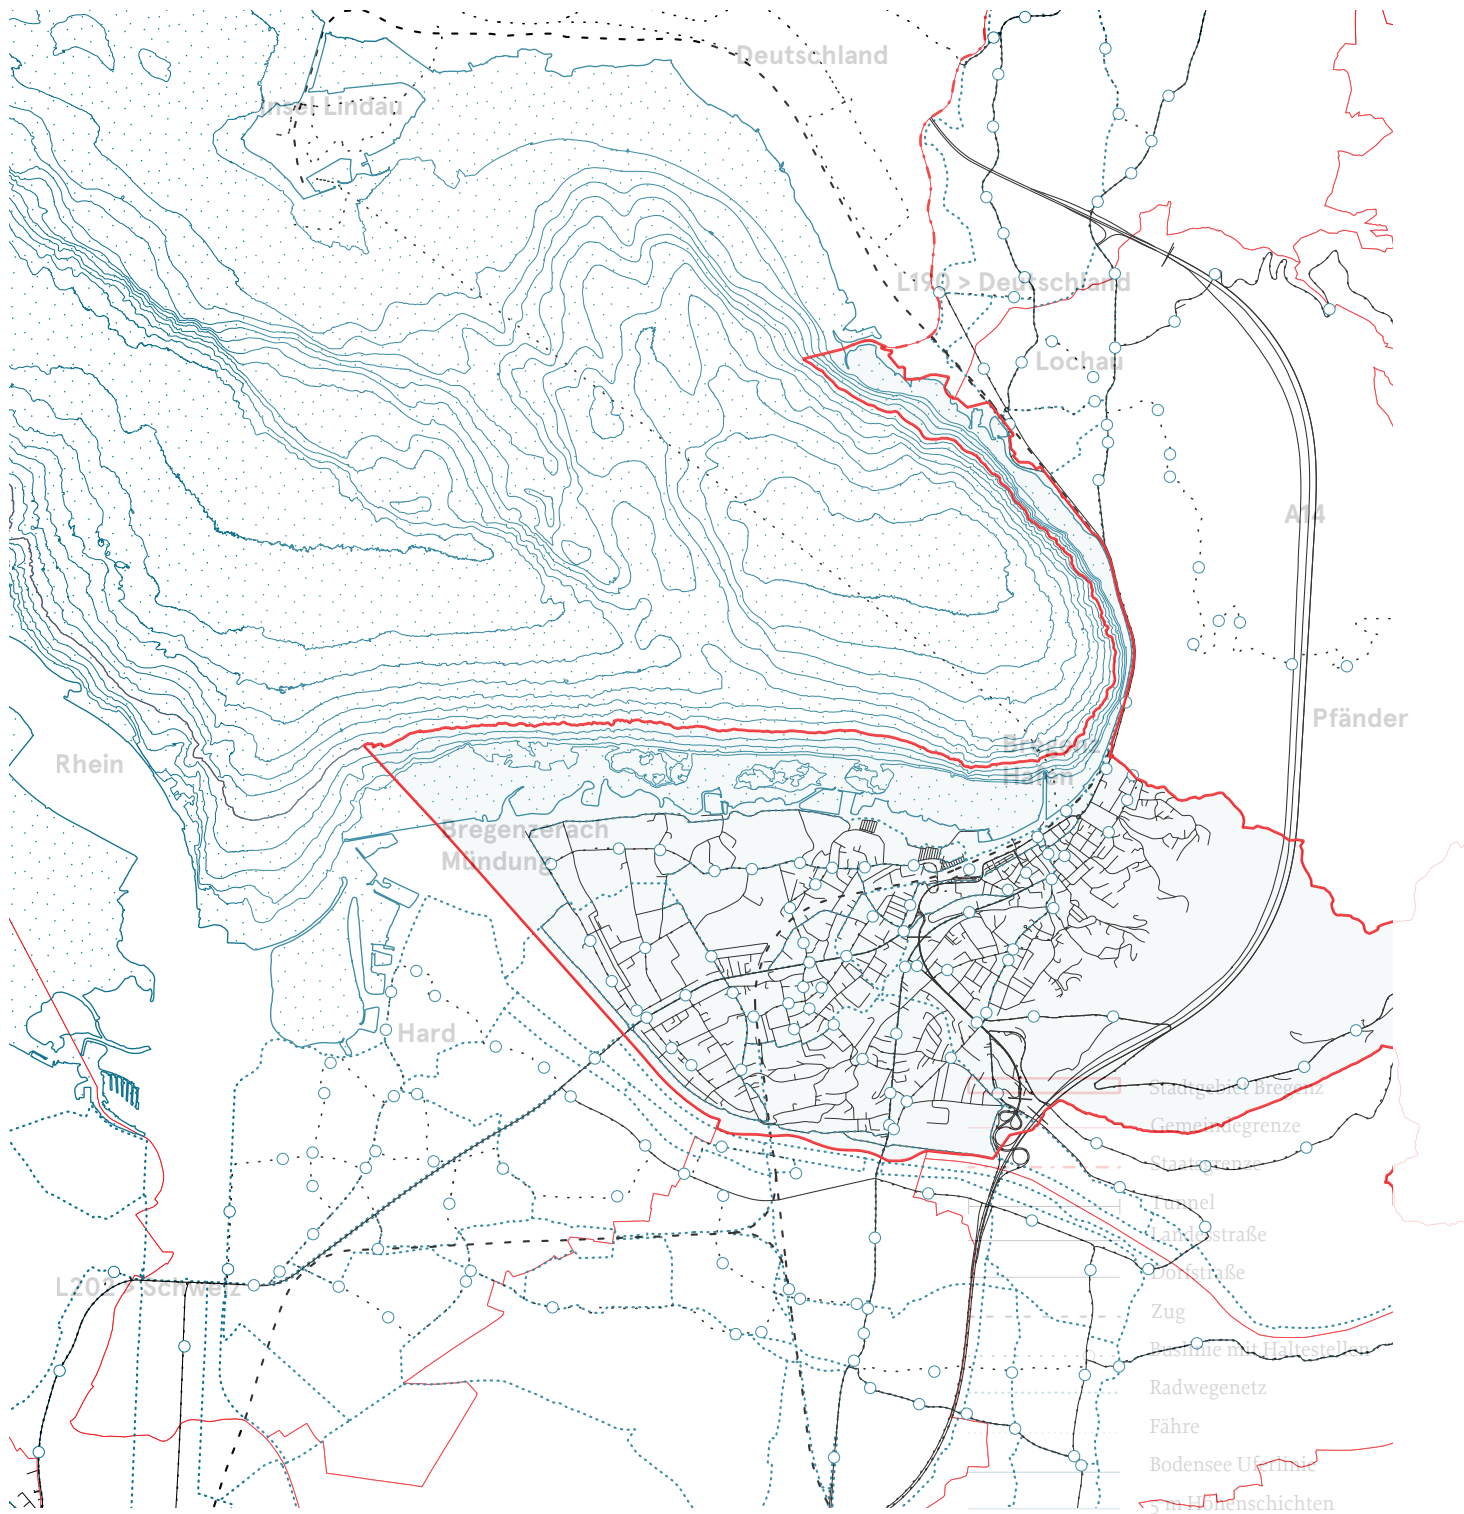 Deutschland
Insel Lindau
L190 > Deutschland
Lochau
A14
Pfänder
Bregenz
Hafen
Rhein
Bregenzerach
Mündung
Hard
L202 > Schweiz
Stadtgebiet Bregenz
Gemeindegrenze
Staatsgrenze
Tunnel
Landesstraße
Dorfstraße
Zug
Buslinie mit Haltestellen
Radwegenetz
Fähre
Bodensee Uferlinie
5 m Höhenschichten